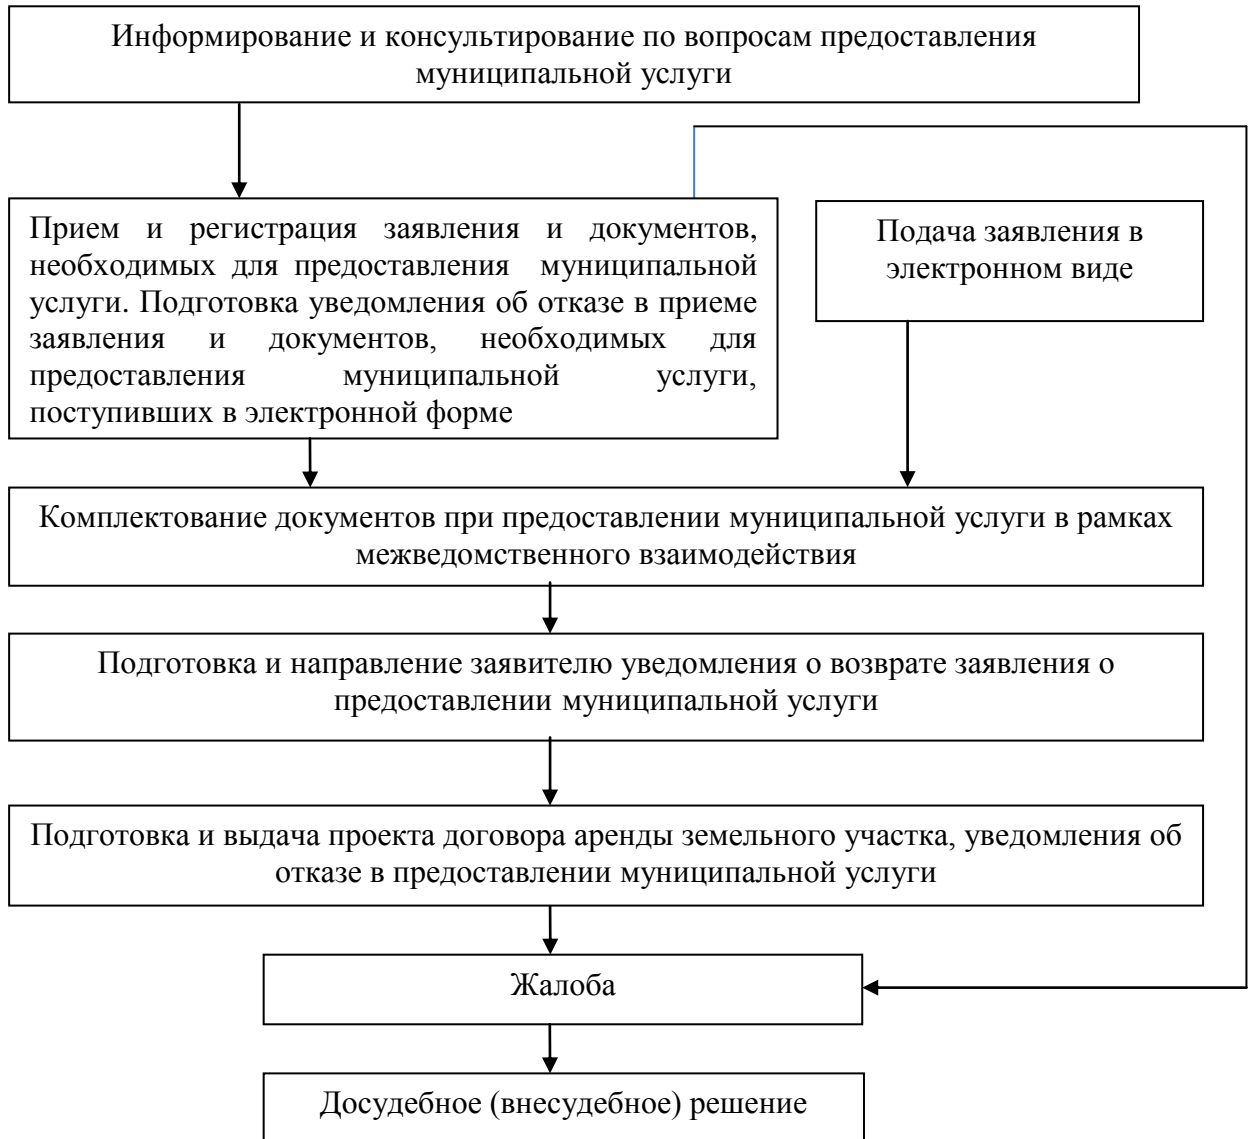 Информирование и консультирование по вопросам предоставления
муниципальной услуги
Прием и регистрация заявления и документов,
необходимых для предоставления муниципальной
услуги. Подготовка уведомления об отказе в приеме
заявления и документов, необходимых для
предоставления муниципальной услуги,
поступивших в электронной форме
Подача заявления в
электронном виде
Комплектование документов при предоставлении муниципальной услуги в рамках
межведомственного взаимодействия
Подготовка и направление заявителю уведомления о возврате заявления о
предоставлении муниципальной услуги
Подготовка и выдача проекта договора аренды земельного участка, уведомления об
отказе в предоставлении муниципальной услуги
Жалоба
Досудебное (внесудебное) решение